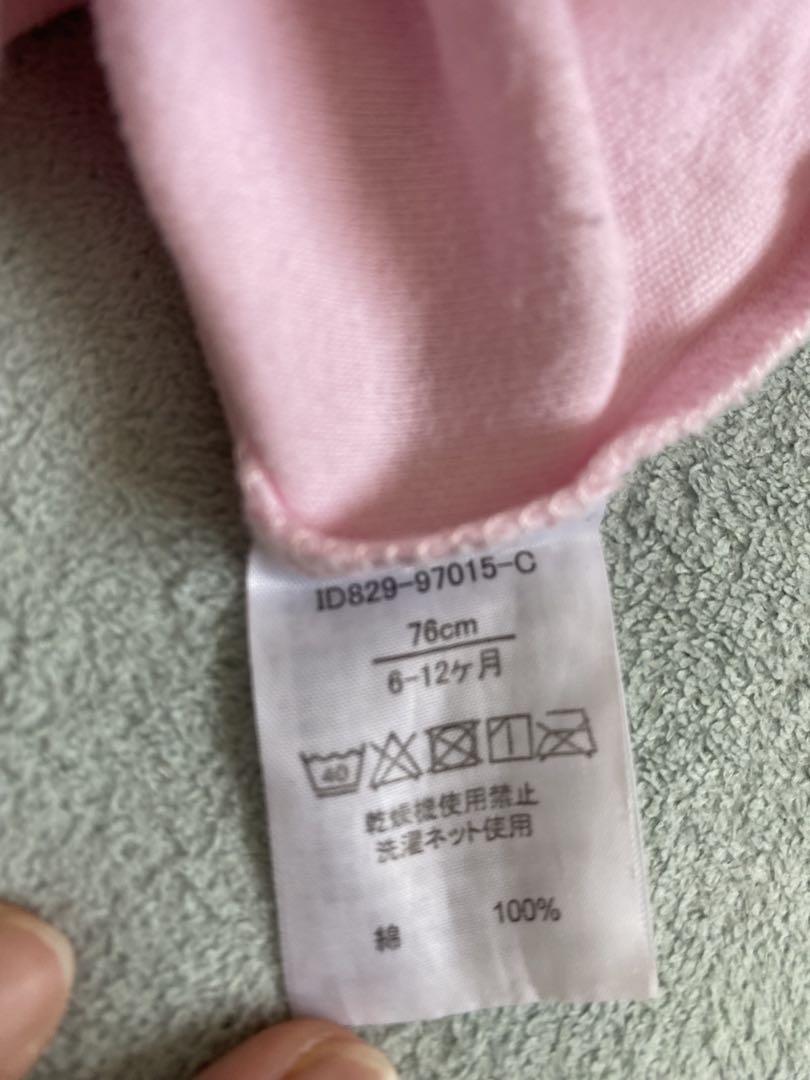 ID829-97015-C
76cm
6-12ケ月
40
乾燥機使用禁止
洗濯ネット使用
綿 100%